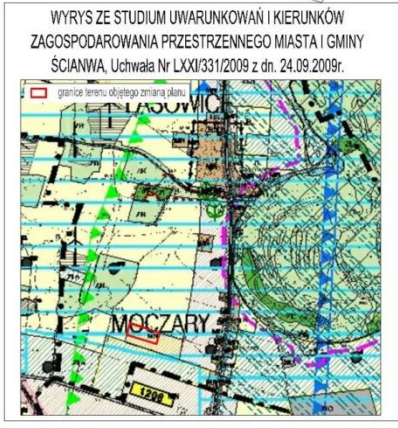 WYRYS ZE STUDIUM UWARUNKOWAŃ I KIERUNKÓW
ZAGOSPODAROWANIA PRZESTRZENNEGO MIASTA I GMINY
ŚCIANWA, Uchwała Nr LXXI/331/2009 z dn. 24.09.2009r.
granice terenu objętego zmianą planu
MOCZARY
1208